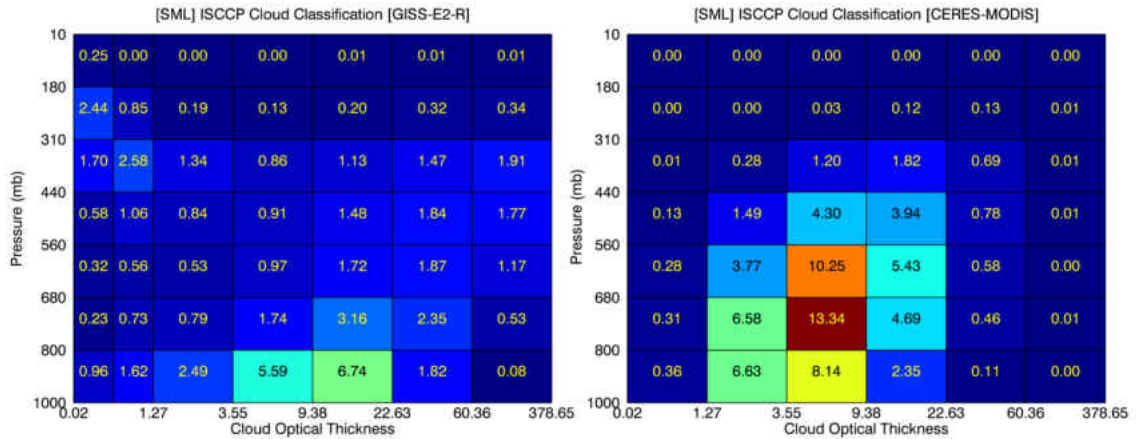 [SML] ISCCP Cloud Classification [GISS-E2-R]
10
180
310
440
560
680
800
1000
Pressure (mb)
0.25 0.00 0.00 0.00 0.01 0.01 0.01
2.44 0.85 0.19 0.13 0.20 0.32 0.34
1.70 2.58 1.34 0.86 1.13 1.47 1.91
0.58 1.06 0.84 0.91 1.48 1.84 1.77
0.32 0.56 0.53 0.97 1.72 1.87 1.17
0.23 0.73 0.79 1.74 3.16 2.35 0.53
0.96 1.62 2.49 5.59 6.74 1.82 0.08
0.02 1.27 3.55 9.38 22.63 60.36 378.65
Cloud Optical Thickness
[SML] ISCCP Cloud Classification [CERES-MODIS]
10
180
310
440
560
680
800
1000
Pressure (mb)
0.00 0.00 0.00 0.00 0.00 0.00
0.00 0.00 0.03 0.12 0.13 0.01
0.01 0.28 1.20 1.82 0.69 0.01
0.13 1.49 4.30 3.94 0.78 0.01
0.28 3.77 10.25 5.43 0.58 0.00
0.31 6.58 13.34 4.69 0.46 0.01
0.36 6.63 8.14 2.35 0.11 0.00
0.02 1.27 3.55 9.38 22.63 60.36 378.65
Cloud Optical Thickness